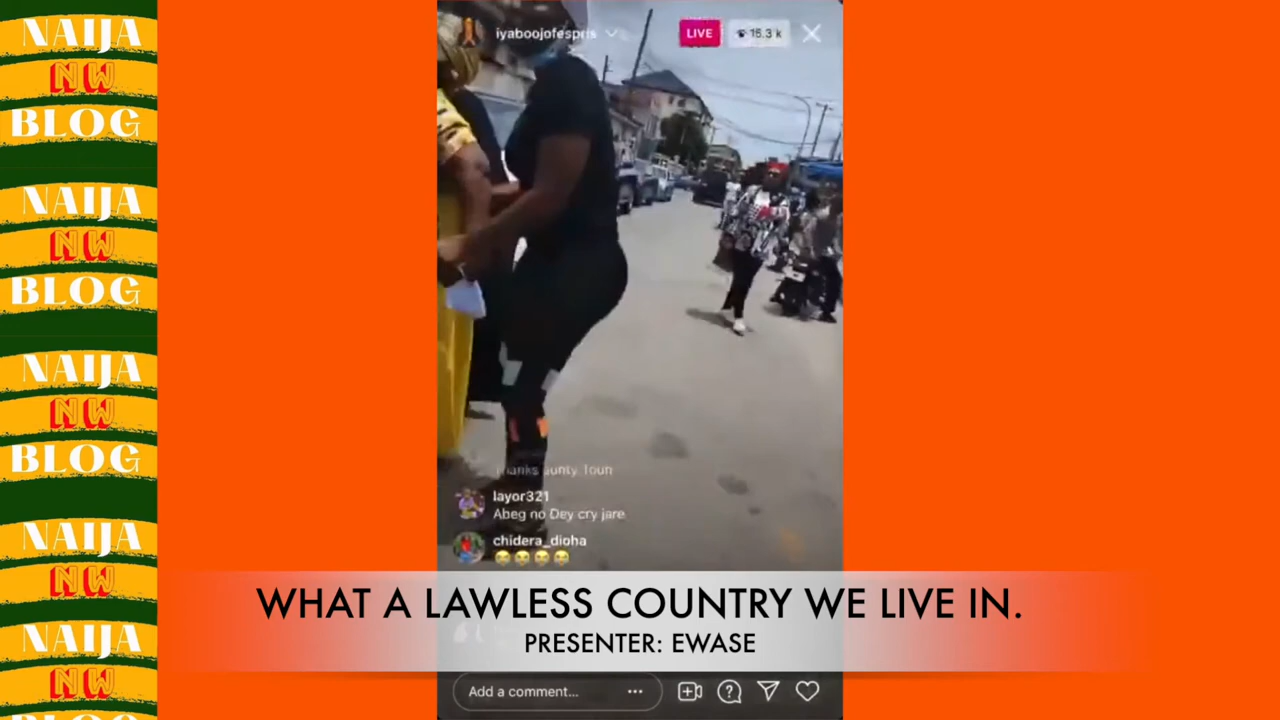 NAIJA
NW
BLOG
NAIJA
NW
BLOG
NAIJA
NW
BLOG
NAIJA
NW
BLOG
NAIJA
NW
BLOG
iyaboojofespris
LIVE
15.3 k
Thanks aunty Toun
layor321
Abeg no Dey cry jare
chidera_dioha
😭😭😭😭
WHAT A LAWLESS COUNTRY WE LIVE IN.
PRESENTER: EWASE
Add a comment...